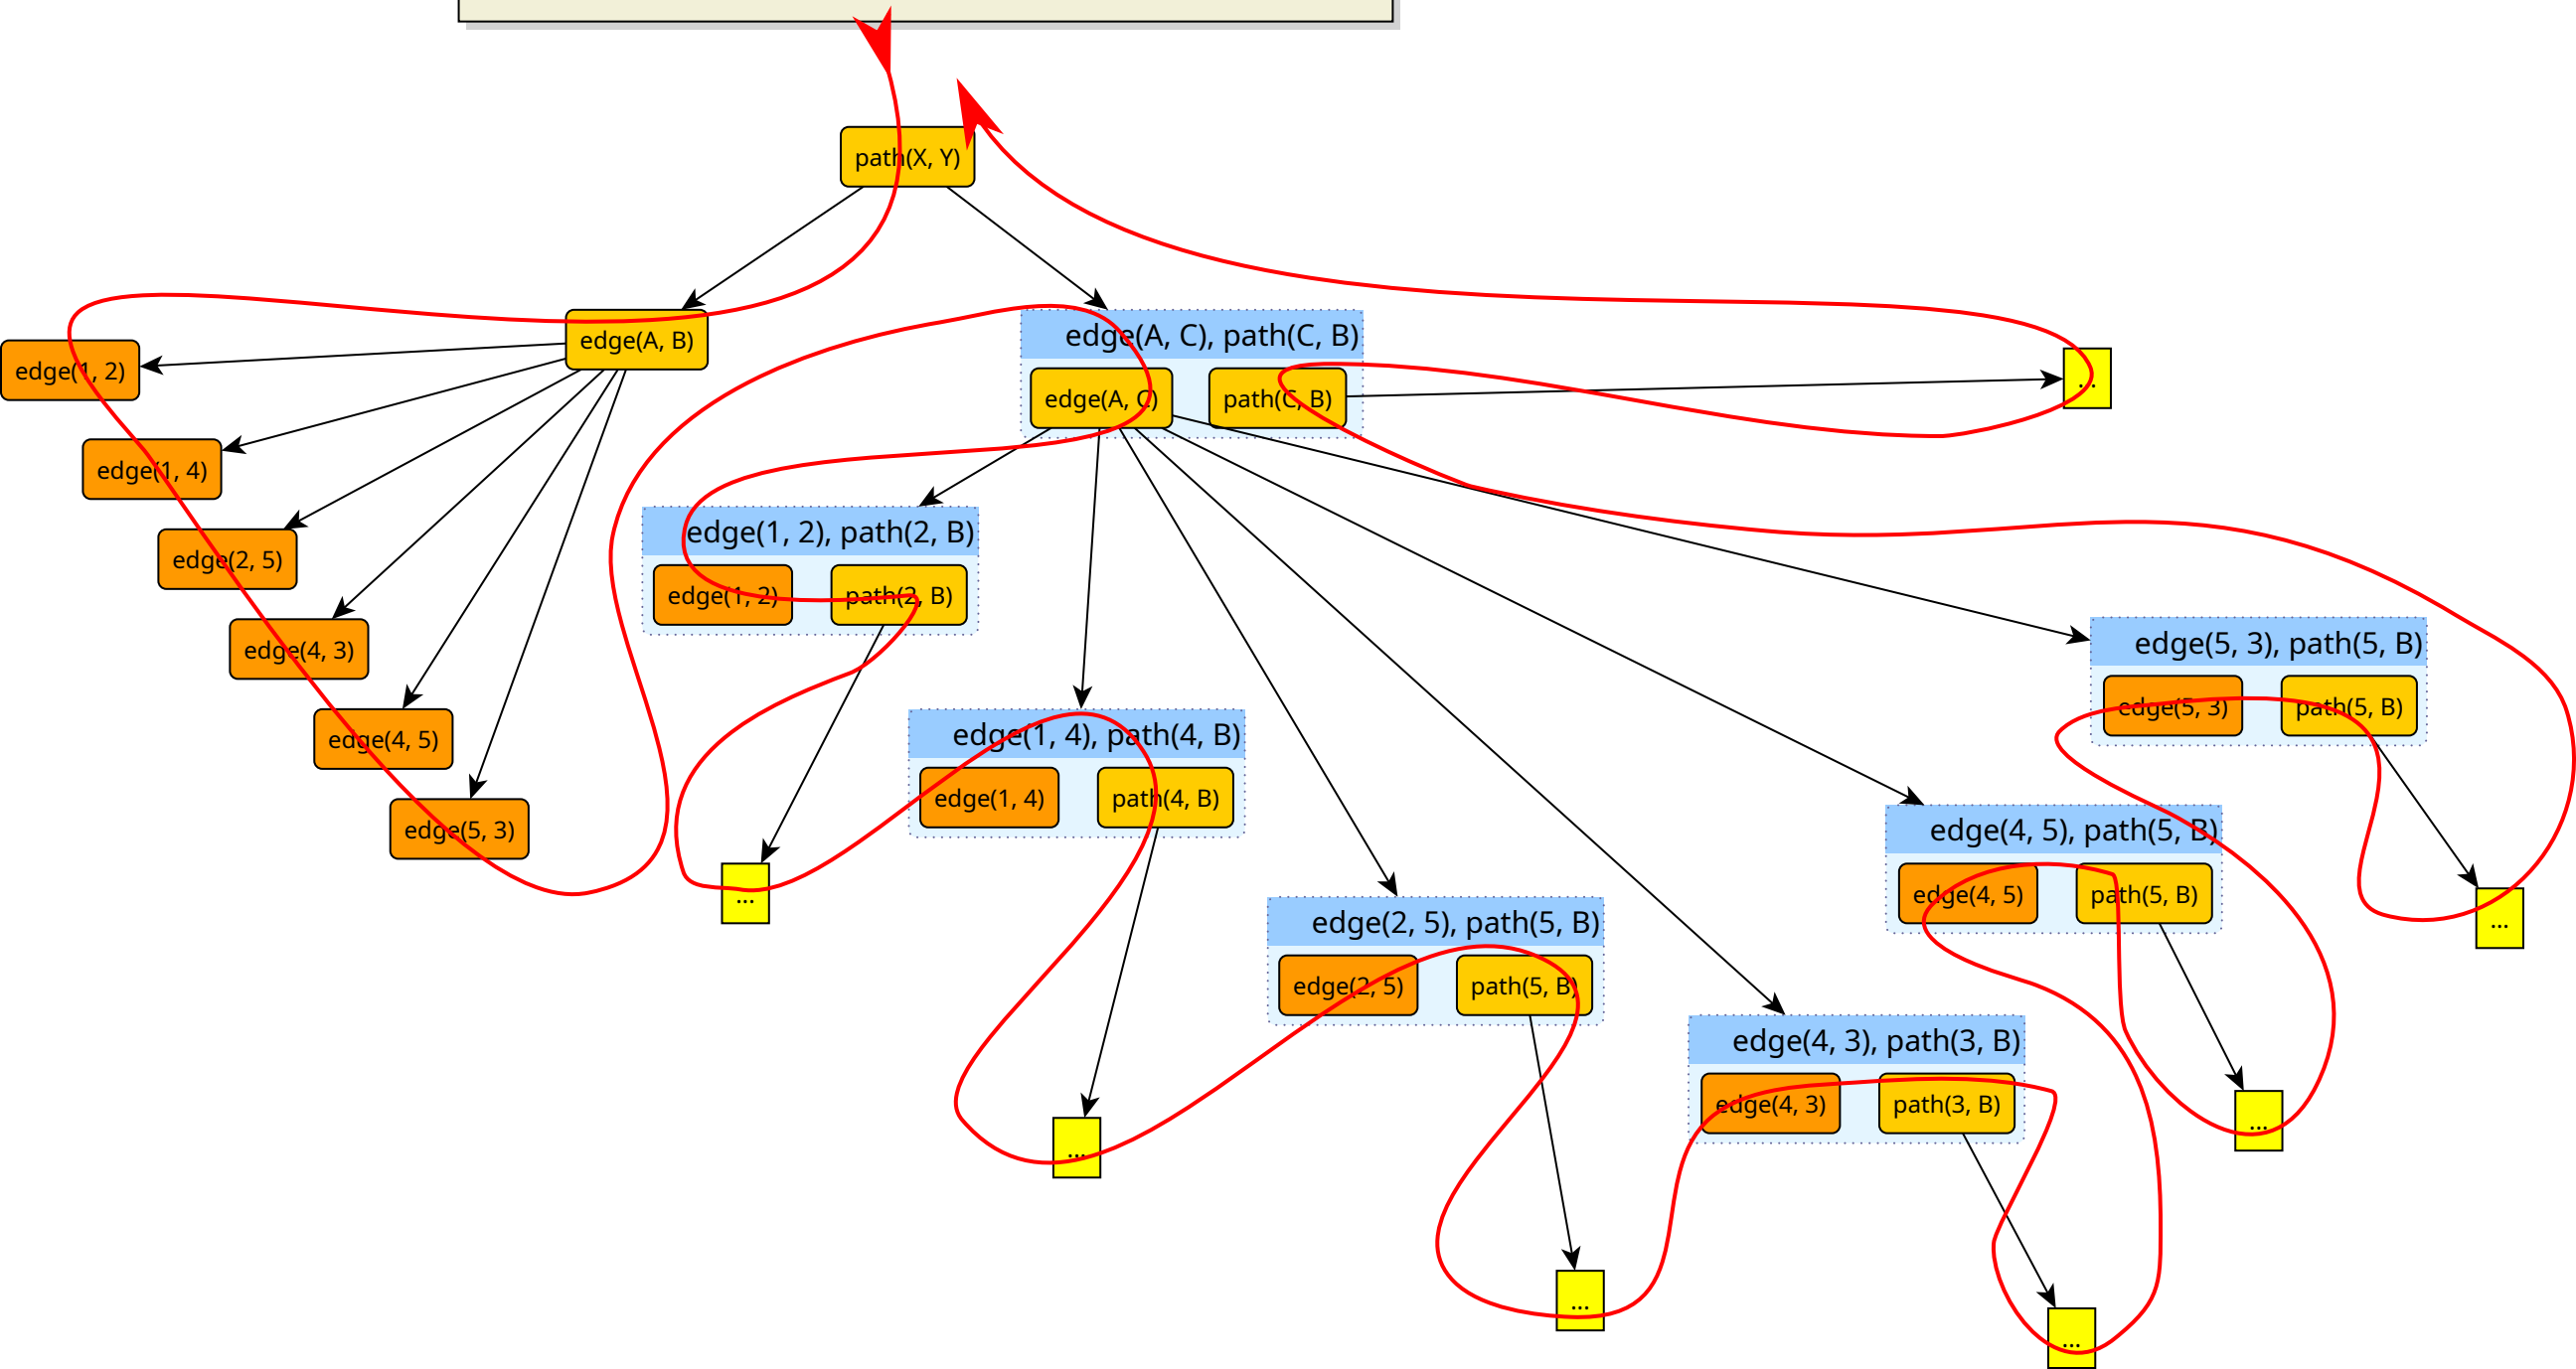 path(X, Y)
edge(A, B)
edge(1, 2)
edge(1, 4)
edge(2, 5)
edge(4, 3)
edge(4, 5)
edge(5, 3)
edge(A, C), path(C, B)
edge(A, C)
path(C, B)
...
edge(1, 2), path(2, B)
edge(1, 2)
path(2, B)
...
edge(1, 4), path(4, B)
edge(1, 4)
path(4, B)
...
edge(2, 5), path(5, B)
edge(2, 5)
path(5, B)
...
edge(4, 3), path(3, B)
edge(4, 3)
path(3, B)
...
edge(4, 5), path(5, B)
edge(4, 5)
path(5, B)
...
edge(5, 3), path(5, B)
edge(5, 3)
path(5, B)
...